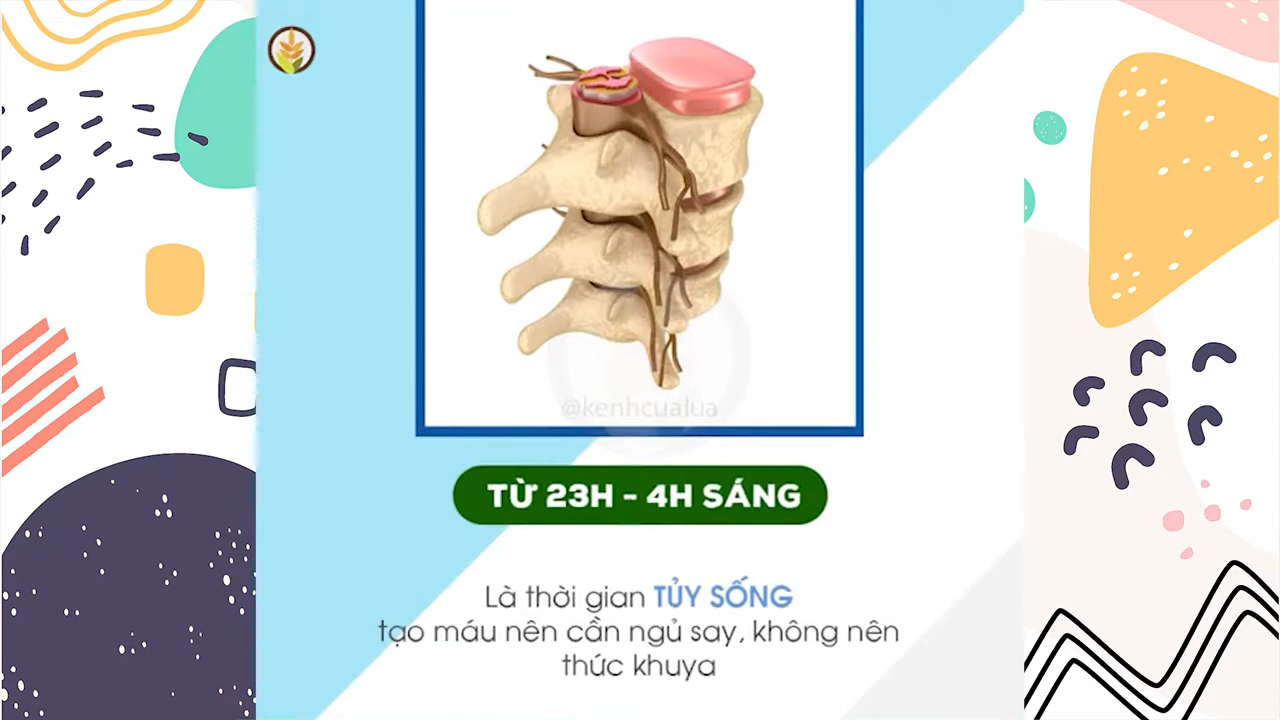 @kenhcualua
TỪ 23H - 4H SÁNG
Là thời gian TỦY SỐNG
tạo máu nên cần ngủ say, không nên
thức khuya